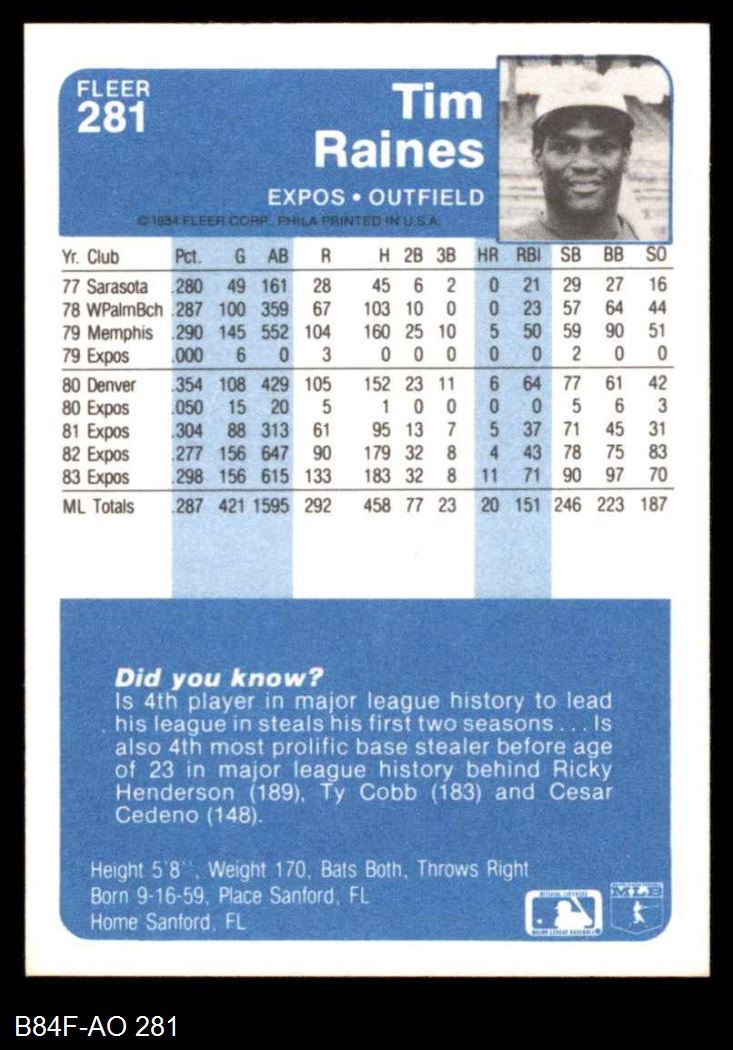 FLEER
281
Tim
Raines
EXPOS • OUTFIELD
© 1984 FLEER CORP., PHILA PRINTED IN U.S.A.
Yr. Club Pct. G AB R H 2B 3B HR RBI SB BB SO
77 Sarasota .280 49 161 28 45 6 2 0 21 29 27 16
78 WPalmBch .287 100 359 67 103 10 0 0 23 57 64 44
79 Memphis .290 145 552 104 160 25 10 5 50 59 90 51
79 Expos .000 6 0 3 0 0 0 0 0 2 0 0
80 Denver .354 108 429 105 152 23 11 6 64 77 61 42
80 Expos .050 15 20 5 1 0 0 0 0 5 6 3
81 Expos .304 88 313 61 95 13 7 5 37 71 45 31
82 Expos .277 156 647 90 179 32 8 4 43 78 75 83
83 Expos .298 156 615 133 183 32 8 11 71 90 97 70
ML Totals .287 421 1595 292 458 77 23 20 151 246 223 187
Did you know?
Is 4th player in major league history to lead
his league in steals his first two seasons . . . Is
also 4th most prolific base stealer before age
of 23 in major league history behind Ricky
Henderson (189), Ty Cobb (183) and Cesar
Cedeno (148).
Height 5'8'', Weight 170, Bats Both, Throws Right
Born 9-16-59, Place Sanford, FL
Home Sanford, FL
MAJOR LEAGUE BASEBALL
MLB
B84F-AO 281